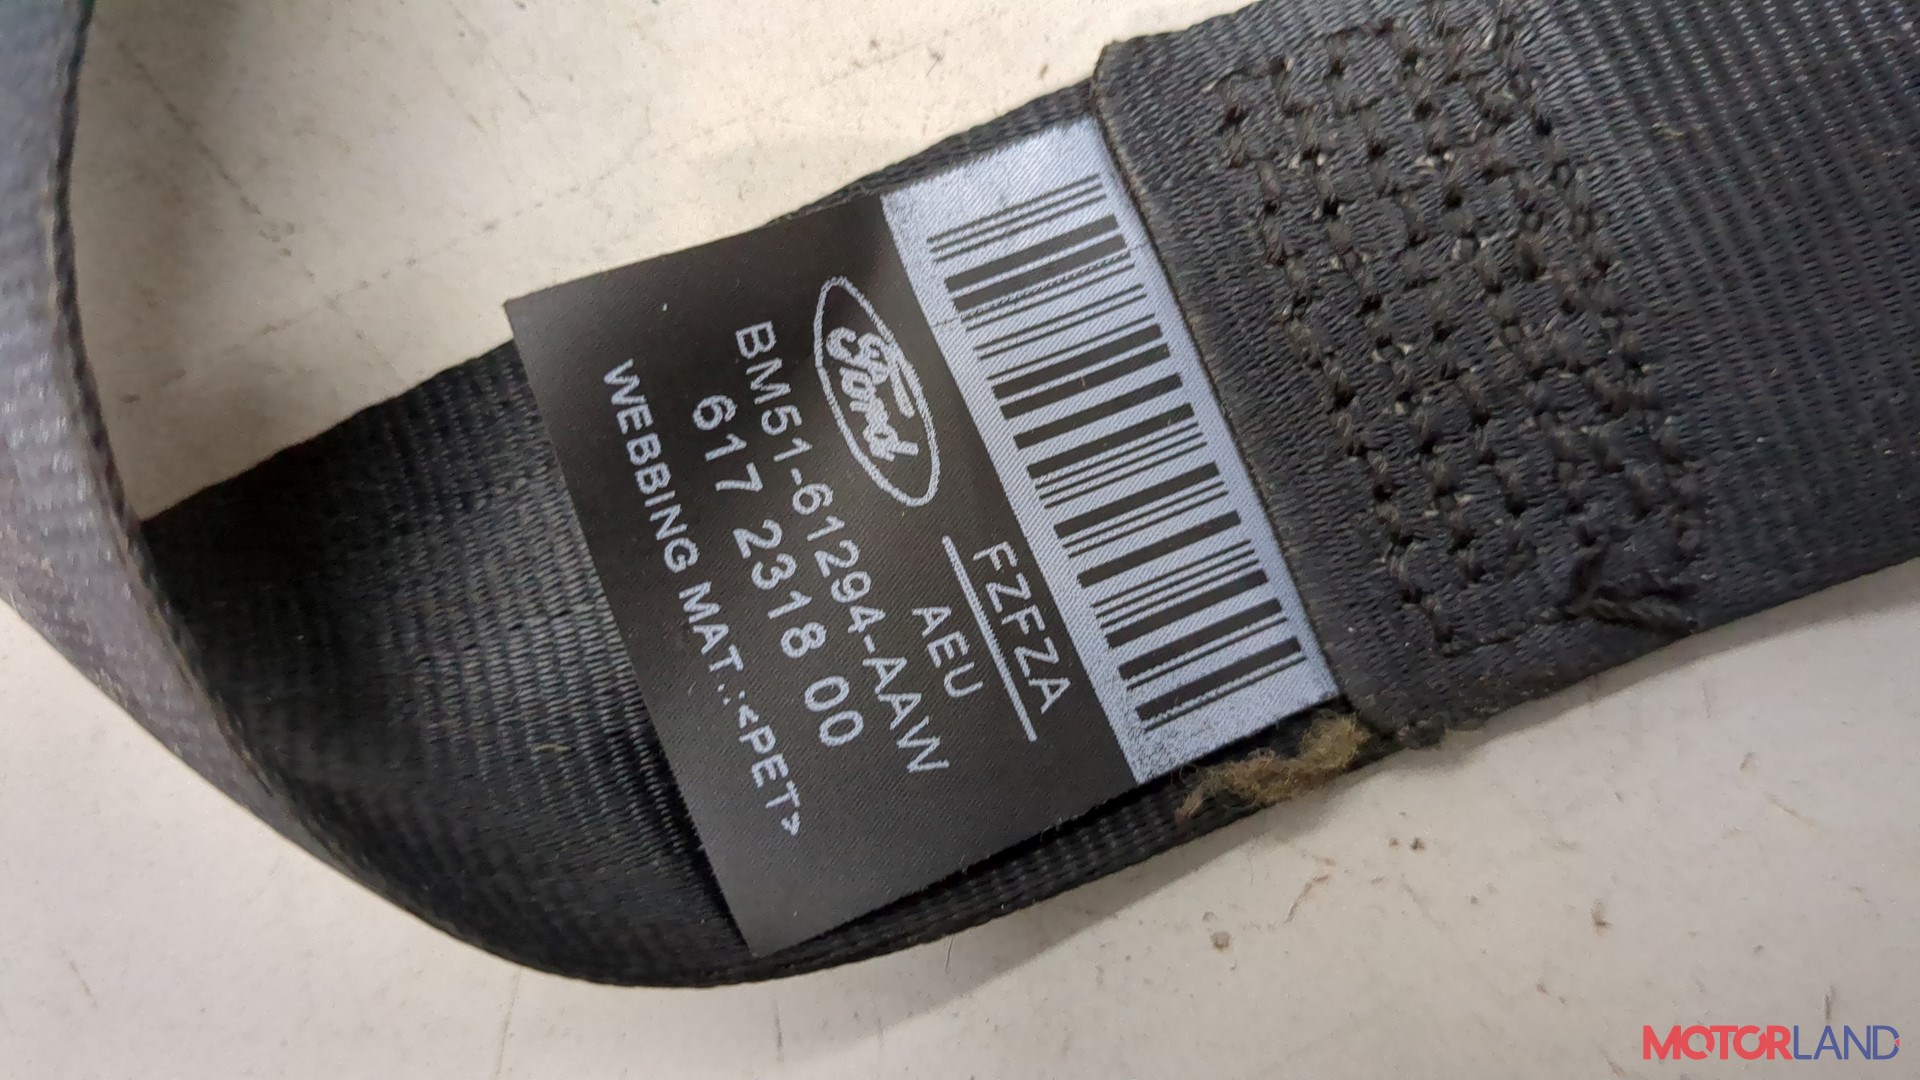 FZFZA
Ford
AEU
BM51-61294-AAW
617 2318 00
WEBBING MAT.:<PET>
MOTORLAND